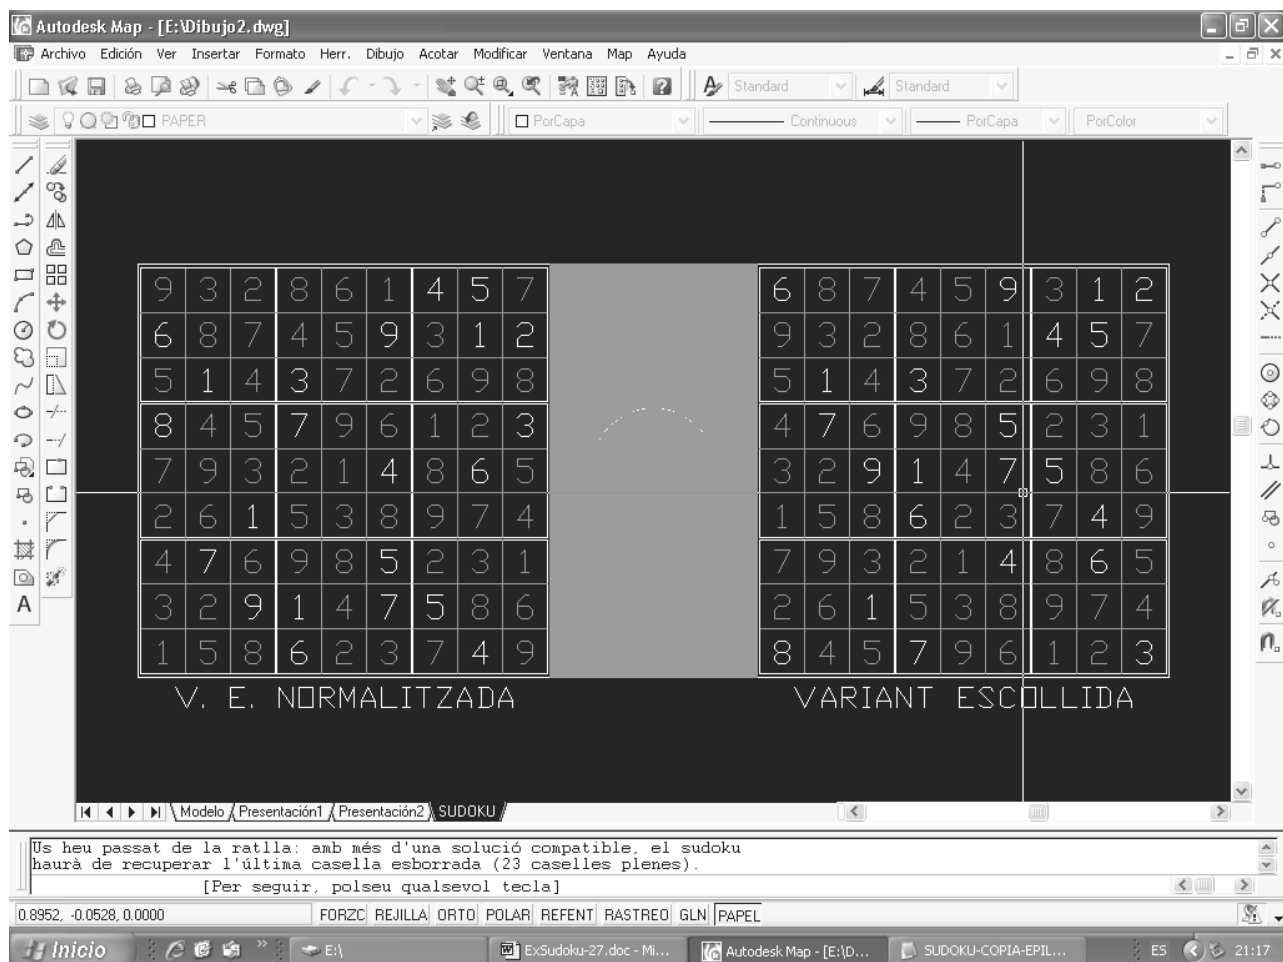 Autodesk Map - [E:\Dibujo2.dwg]
Archivo Edición Ver Insertar Formato Herr. Dibujo Acotar Modificar Ventana Map Ayuda
Standard Standard
PAPER PorCapa Continuous PorCapa PorColor
9 3 2 8 6 1 4 5 7 6 8 7 4 5 9 3 1 2
6 8 7 4 5 9 3 1 2 9 3 2 8 6 1 4 5 7
5 1 4 3 7 2 6 9 8 5 1 4 3 7 2 6 9 8
8 4 5 7 9 6 1 2 3 4 7 6 9 8 5 2 3 1
7 9 3 2 1 4 8 6 5 3 2 9 1 4 7 5 8 6
2 6 1 5 3 8 9 7 4 1 5 8 6 2 3 7 4 9
4 7 6 9 8 5 2 3 1 7 9 3 2 1 4 8 6 5
3 2 9 1 4 7 5 8 6 2 6 1 5 3 8 9 7 4
1 5 8 6 2 3 7 4 9 8 4 5 7 9 6 1 2 3
V. E. NORMALITZADA VARIANT ESCOLLIDA
Modelo Presentación1 Presentación2 SUDOKU
Us heu passat de la ratlla: amb més d'una solució compatible, el sudoku
haurà de recuperar l'última casella esborrada (23 caselles plenes).
[Per seguir, polseu qualsevol tecla]
0.8952, -0.0528, 0.0000 FORZC REJILLA ORTO POLAR REFENT RASTREO GLN PAPEL
Inicio » E:\ ExSudoku-27.doc - Mi... Autodesk Map - [E:\D... SUDOKU-COPIA-EPIL... ES 21:17